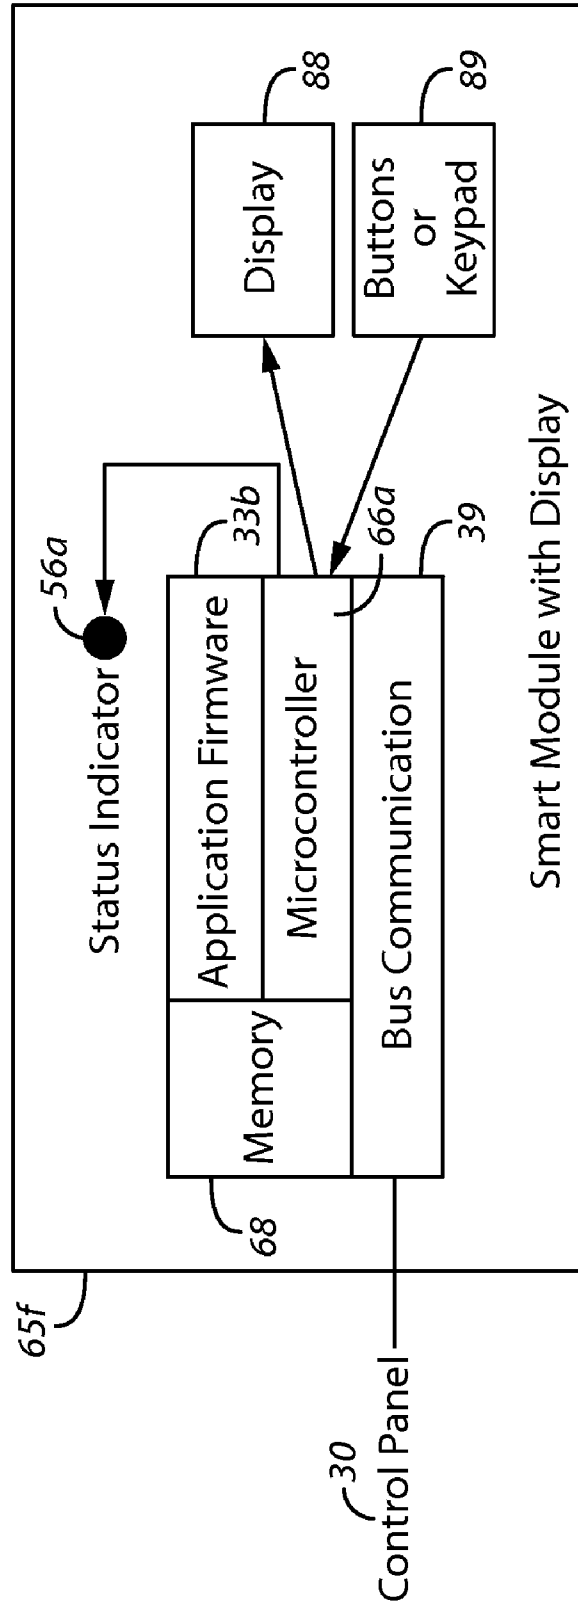 65f
56a
Status Indicator
68
Memory
Application Firmware
33b
Microcontroller
66a
Bus Communication
39
Display
88
Buttons
or
Keypad
89
30
Control Panel
Smart Module with Display